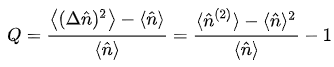 Q = \frac{\langle (\Delta \hat{n})^2 \rangle - \langle \hat{n} \rangle}{\langle \hat{n} \rangle} = \frac{\langle \hat{n}^{(2)} \rangle - \langle \hat{n} \rangle^2}{\langle \hat{n} \rangle} - 1